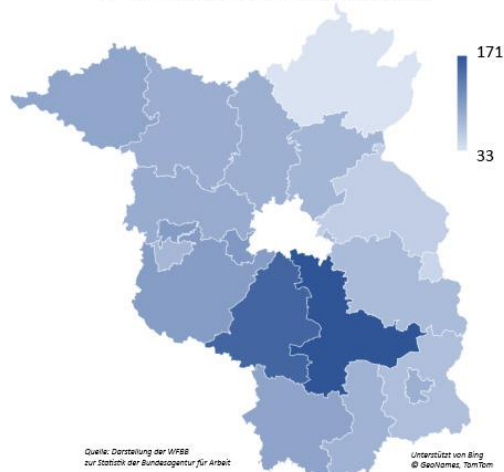 171
33
Quelle: Darstellung der WFBB
zur Statistik der Bundesagentur für Arbeit
Unterstützt von Bing
© GeoNames, TomTom